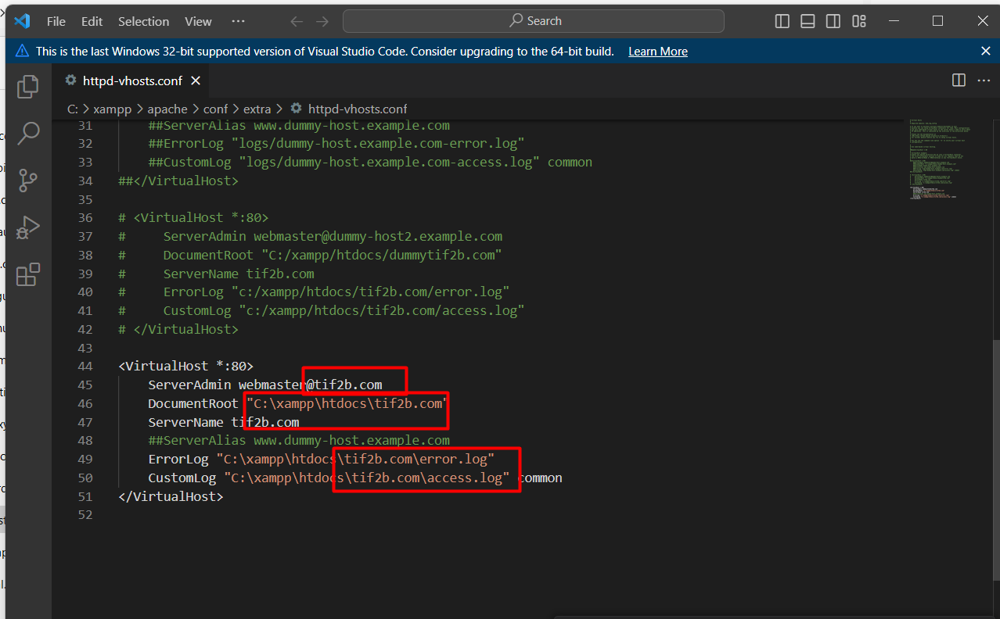 File Edit Selection View ··· Search
This is the last Windows 32-bit supported version of Visual Studio Code. Consider upgrading to the 64-bit build. Learn More
httpd-vhosts.conf
C: > xampp > apache > conf > extra > httpd-vhosts.conf
31 ##ServerAlias www.dummy-host.example.com
32 ##ErrorLog "logs/dummy-host.example.com-error.log"
33 ##CustomLog "logs/dummy-host.example.com-access.log" common
34 ##</VirtualHost>
35
36 # <VirtualHost *:80>
37 # ServerAdmin webmaster@dummy-host2.example.com
38 # DocumentRoot "C:/xampp/htdocs/dummytif2b.com"
39 # ServerName tif2b.com
40 # ErrorLog "c:/xampp/htdocs/tif2b.com/error.log"
41 # CustomLog "c:/xampp/htdocs/tif2b.com/access.log"
42 # </VirtualHost>
43
44 <VirtualHost *:80>
45 ServerAdmin webmaster@tif2b.com
46 DocumentRoot "C:\xampp\htdocs\tif2b.com"
47 ServerName tif2b.com
48 ##ServerAlias www.dummy-host.example.com
49 ErrorLog "C:\xampp\htdocs\tif2b.com\error.log"
50 CustomLog "C:\xampp\htdocs\tif2b.com\access.log" common
51 </VirtualHost>
52